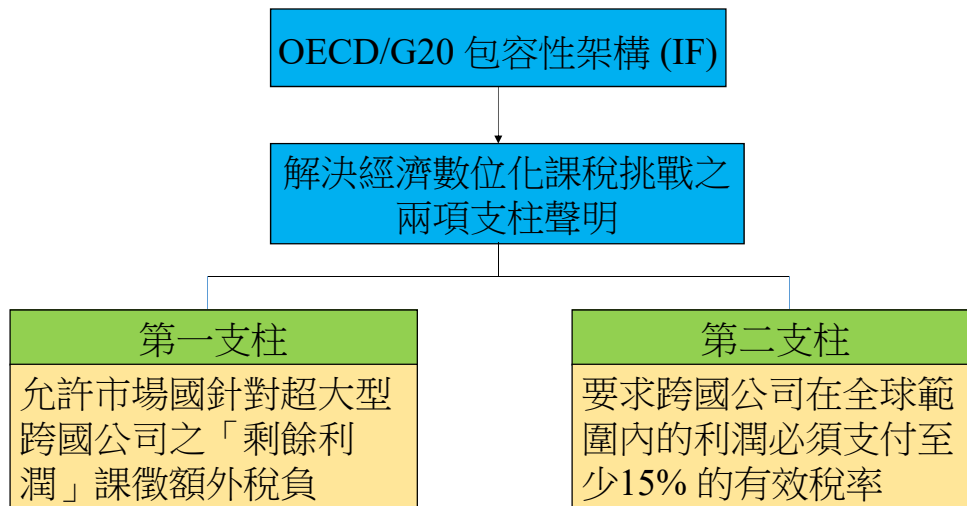 OECD/G20 包容性架構 (IF)
解決經濟數位化課稅挑戰之
兩項支柱聲明
第一支柱
允許市場國針對超大型
跨國公司之「剩餘利
潤」課徵額外稅負
第二支柱
要求跨國公司在全球範
圍內的利潤必須支付至
少15% 的有效稅率